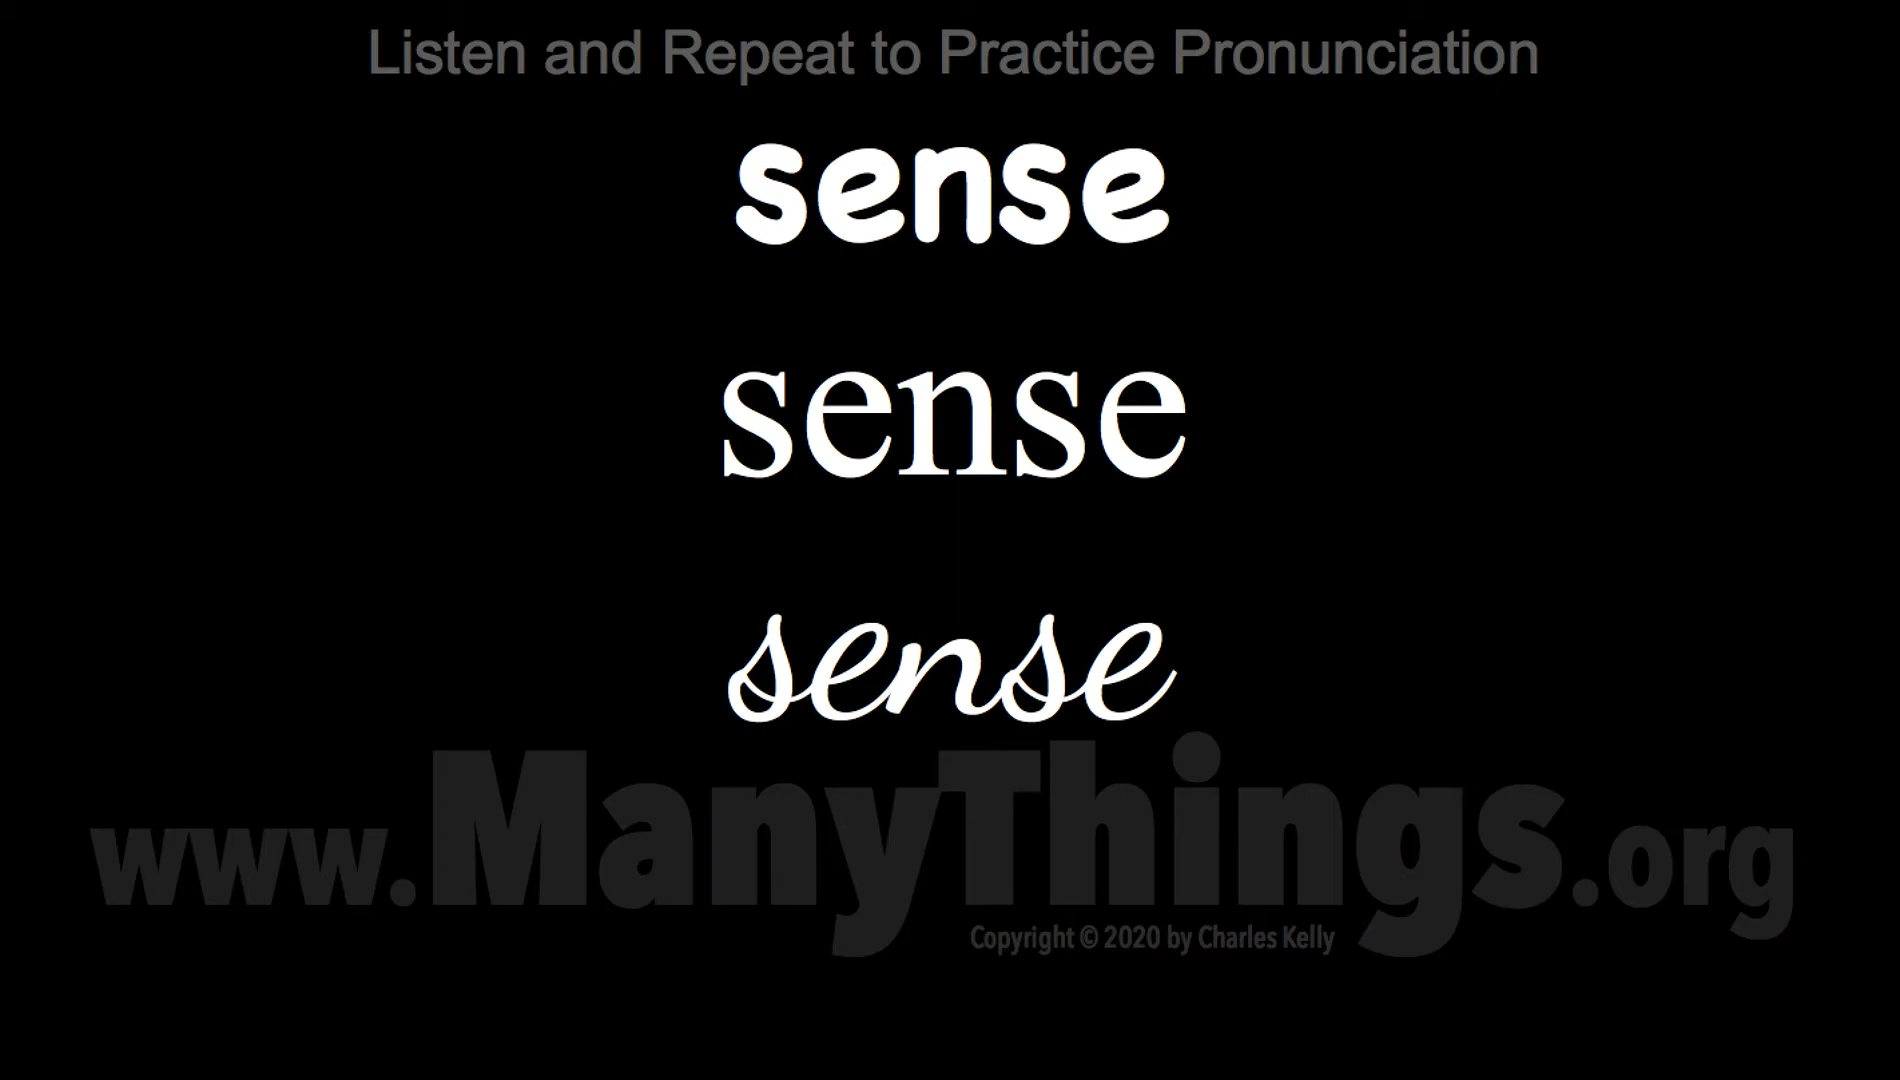 Listen and Repeat to Practice Pronunciation
sense
sense
sense
www.ManyThings.org
Copyright © 2020 by Charles Kelly